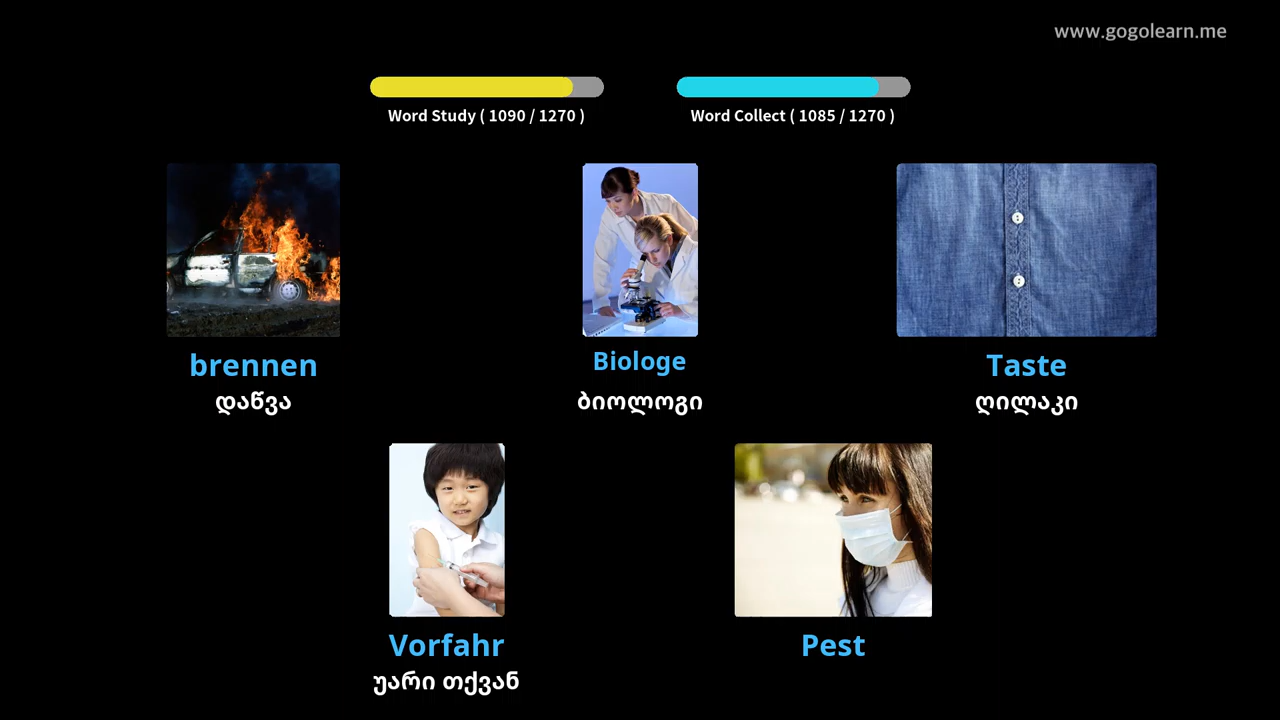 www.gogolearn.me
Word Study ( 1090 / 1270 )
Word Collect ( 1085 / 1270 )
brennen
დაწვა
Biologe
ბიოლოგი
Taste
ღილაკი
Vorfahr
უარი თქვან
Pest